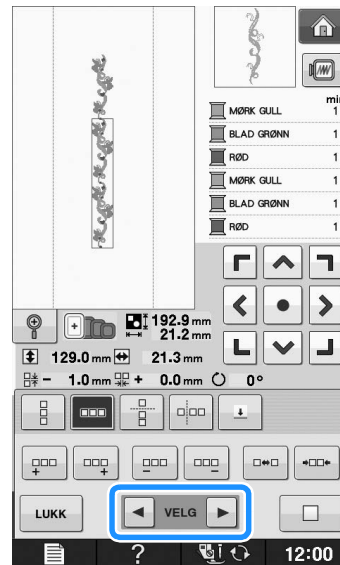 min
MØRK GULL 1
BLAD GRØNN 1
RØD 1
MØRK GULL 1
BLAD GRØNN 1
RØD 1
192.9 mm
21.2 mm
129.0 mm 21.3 mm
- 1.0 mm + 0.0 mm 0°
+ + - -
LUKK VELG
? 12:00